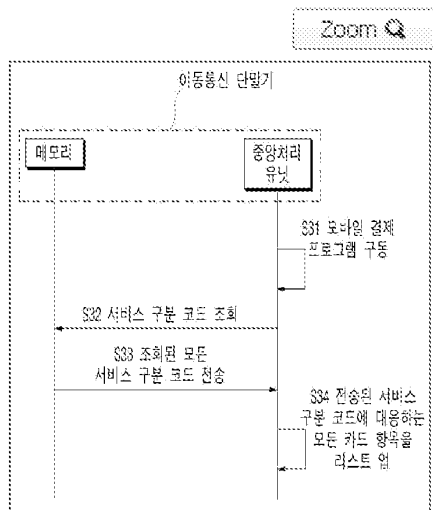 Zoom
이동통신 단말기
메모리
중앙처리
유닛
S31 모바일 결제
프로그램 구동
S32 서비스 구분 코드 조회
S33 조회된 모든
서비스 구분 코드 전송
S34 전송된 서비스
구분 코드에 대응하는
모든 카드 항목을
리스트 업